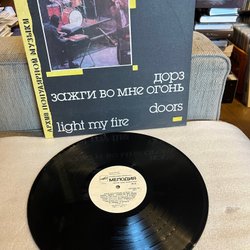 АРХИВ ПОПУЛЯРНОЙ МУЗЫКИ
дорз
зажги во мне огонь
doors
light my fire
МЕЛОДИЯ